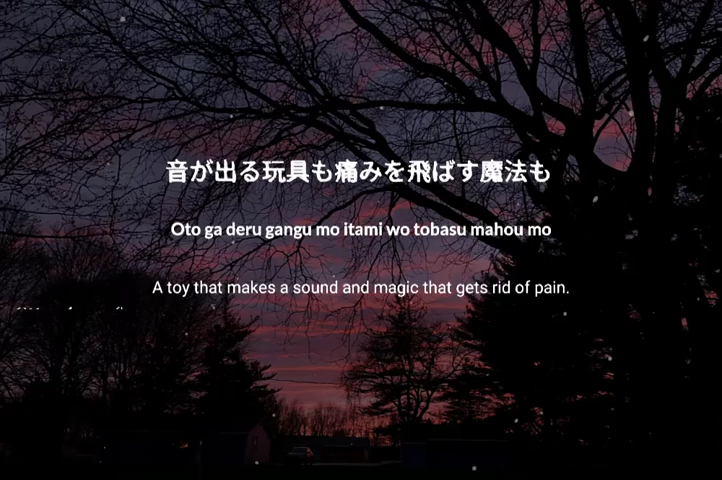 音が出る玩具も痛みを飛ばす魔法も
Oto ga deru gangu mo itami wo tobasu mahou mo
A toy that makes a sound and magic that gets rid of pain.